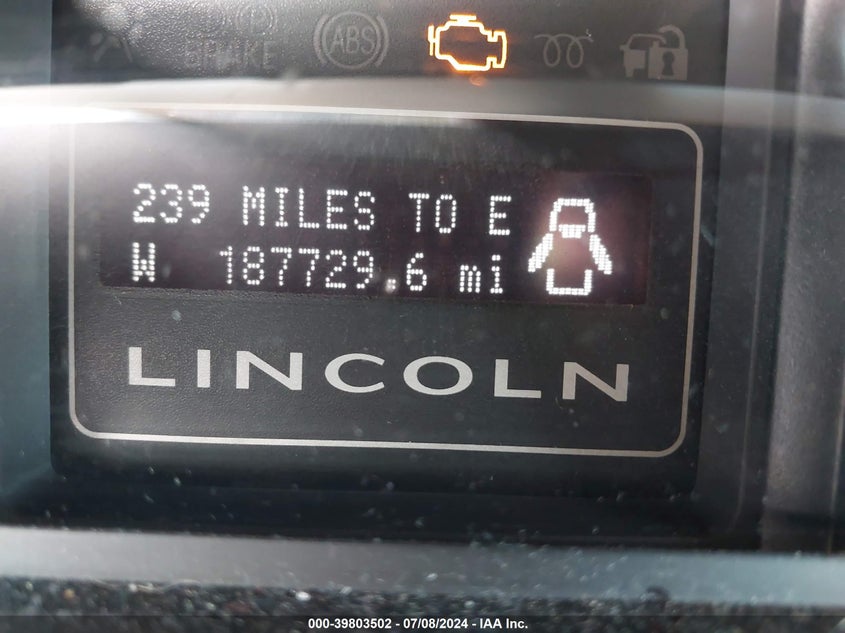 BRAKE
ABS
239 MILES TO E
W 187729.6 mi
LINCOLN
000-39803502 - 07/08/2024 - IAA Inc.